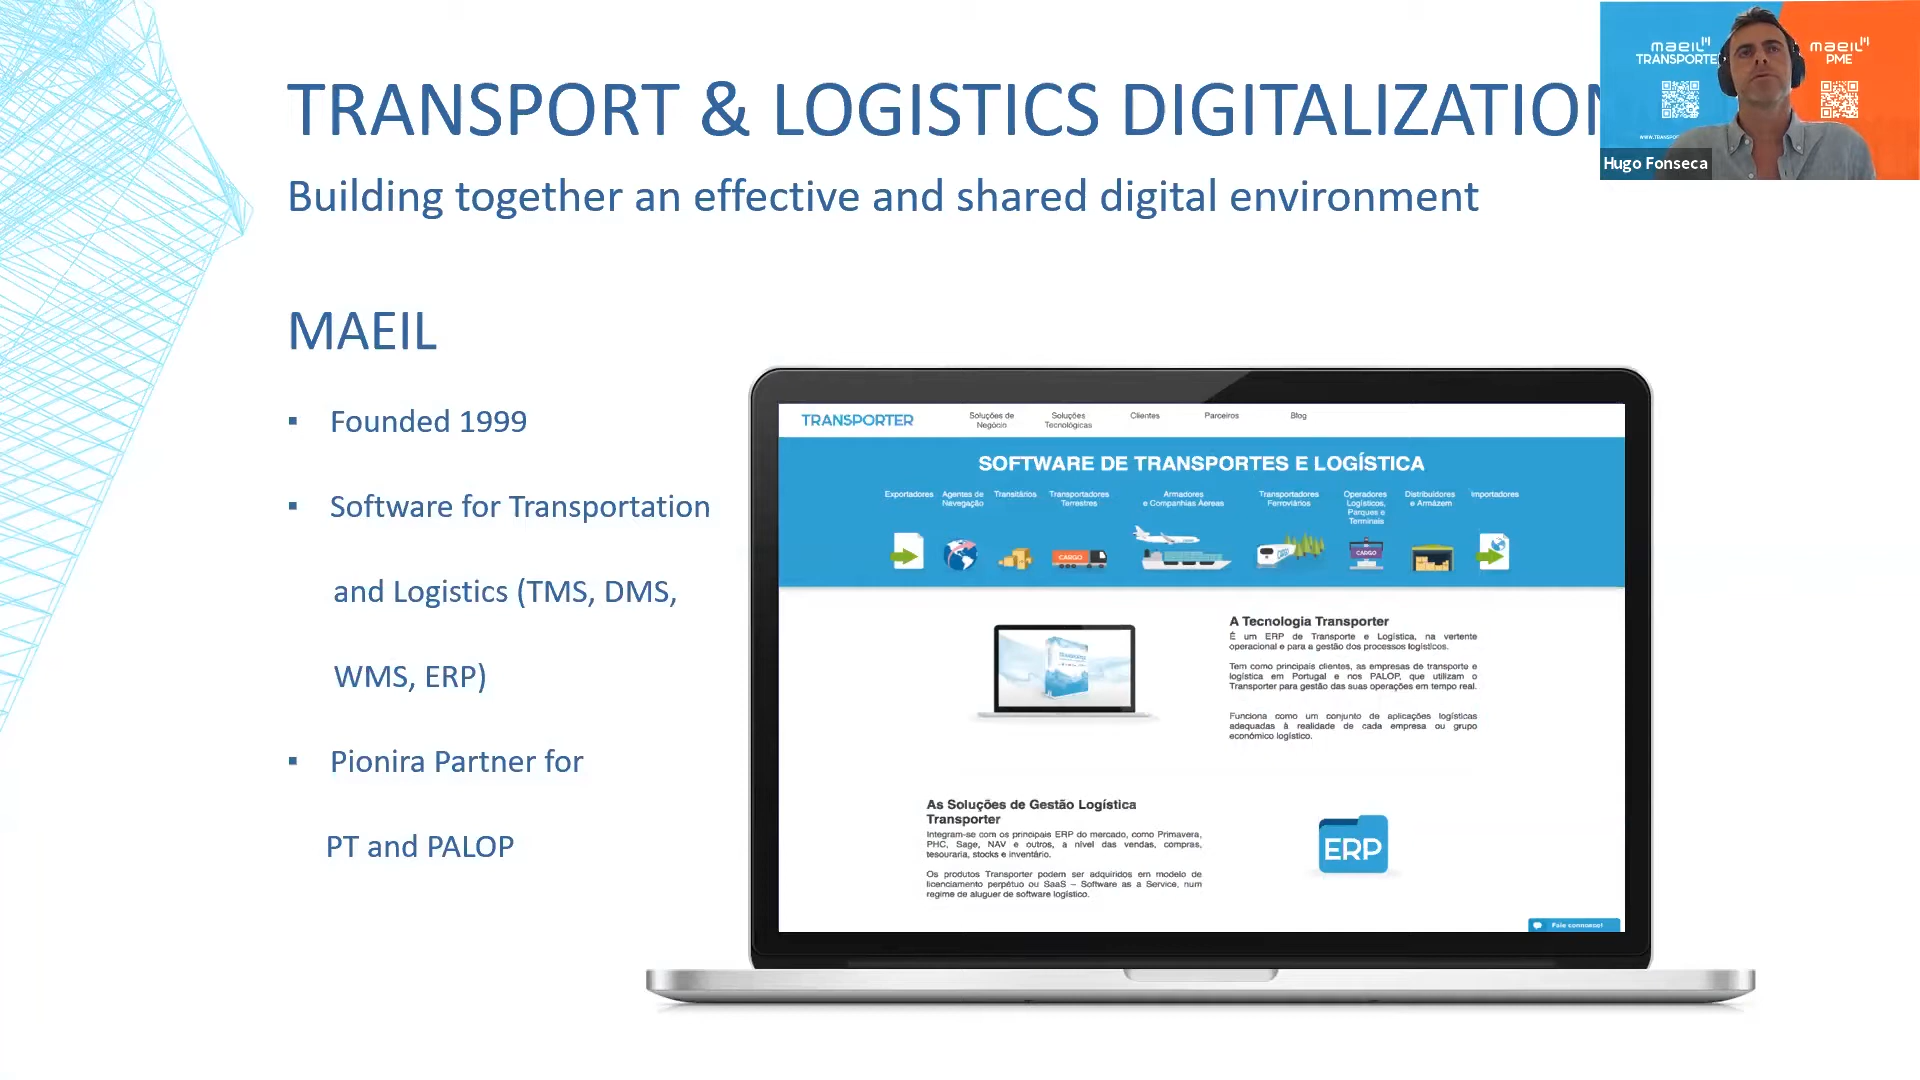 TRANSPORT & LOGISTICS DIGITALIZATION
Building together an effective and shared digital environment
maeil
TRANSPORTE
maeil
PME
Hugo Fonseca
MAEIL
▪ Founded 1999
▪ Software for Transportation
and Logistics (TMS, DMS,
WMS, ERP)
▪ Pionira Partner for
PT and PALOP
TRANSPORTER
Soluções de
Negócio
Soluções
Tecnológicas
Clientes
Parceiros
Blog
SOFTWARE DE TRANSPORTES E LOGÍSTICA
Exportadores
Agentes de
Navegação
Transitários
Transportadores
Terrestres
Armadores
e Companhias Aereas
Transportadores
Ferroviários
Operadores
Logísticos,
Parques e
Terminais
Distribuidores
e Armázem
Importadores
CARGO
CARGO
A Tecnologia Transporter
É um ERP de Transporte e Logística, na vertente
operacional e para a gestão dos processos logísticos.
Tem como principais clientes, as empresas de transporte e
logística em Portugal e nos PALOP, que utilizam o
Transporter para gestão das suas operações em tempo real.
Funciona como um conjunto de aplicações logísticas
adequadas à realidade de cada empresa ou grupo
económico logístico.
As Soluções de Gestão Logística
Transporter
Integram-se com os principais ERP do mercado, como Primavera,
PHC, Sage, NAV e outros, a nível das vendas, compras,
tesouraria, stocks e inventário.
Os produtos Transporter podem ser adquiridos em modelo de
licenciamento perpétuo ou SaaS – Software as a Service, num
regime de aluguer de software logístico.
ERP
Fale connosco!